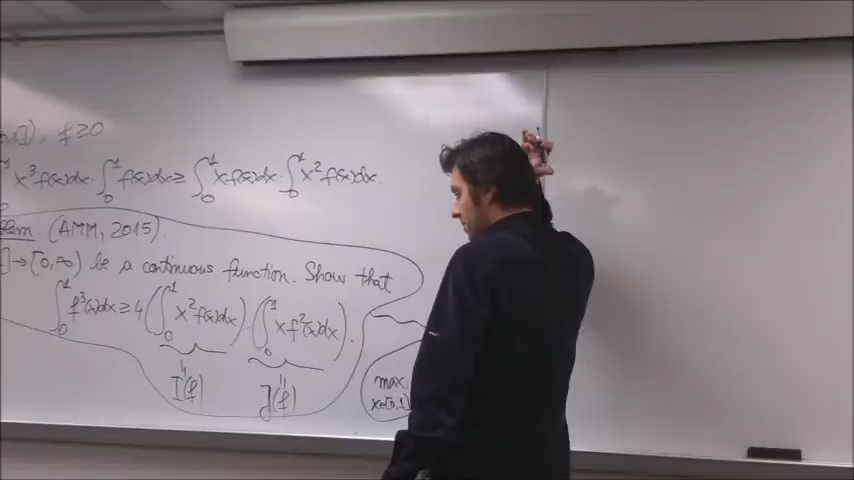 ), f≥0
x³f(x)dx · ∫₀¹ f(x)dx ≥ ∫₀¹ xf(x)dx · ∫₀¹ x² f(x)dx.
(AMM, 2015).
]→[0,∞) be a continuous function. Show that
∫₀¹ f³(x)dx ≥ 4 (∫₀¹ x² f(x)dx) · (∫₀¹ x f²(x)dx).
I(f) J(f)
max
x∈[0,1]